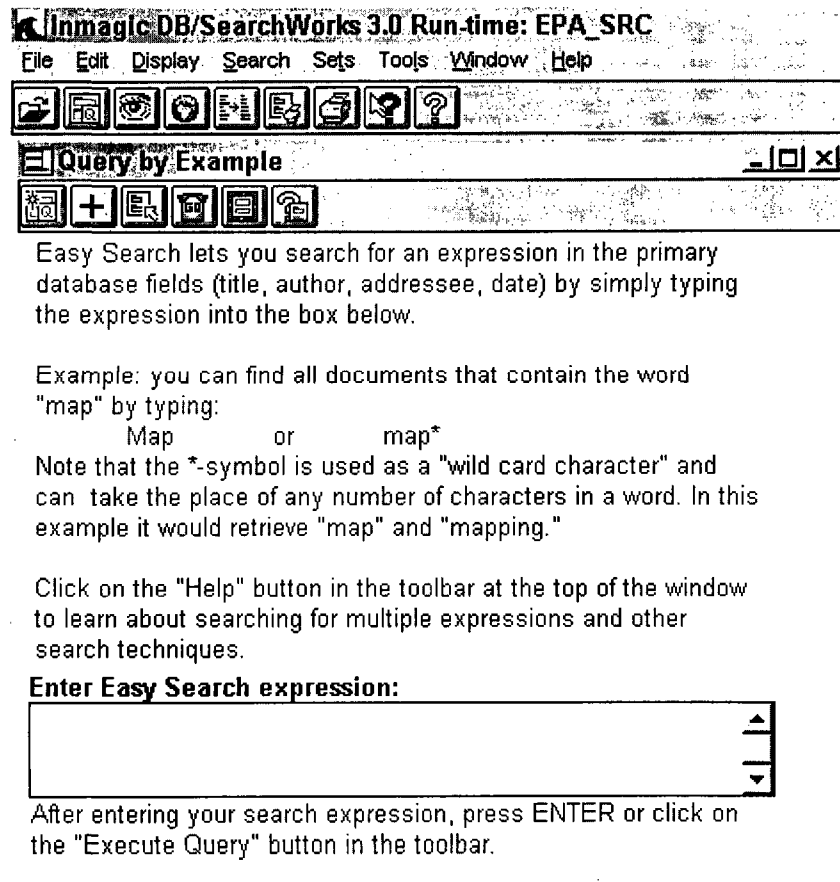 Inmagic DB/SearchWorks 3.0 Run-time: EPA_SRC
File Edit Display Search Sets Tools Window Help
Query by Example
Easy Search lets you search for an expression in the primary
database fields (title, author, addressee, date) by simply typing
the expression into the box below.
Example: you can find all documents that contain the word
"map" by typing:
Map or map*
Note that the *-symbol is used as a "wild card character" and
can take the place of any number of characters in a word. In this
example it would retrieve "map" and "mapping."
Click on the "Help" button in the toolbar at the top of the window
to learn about searching for multiple expressions and other
search techniques.
Enter Easy Search expression:
After entering your search expression, press ENTER or click on
the "Execute Query" button in the toolbar.